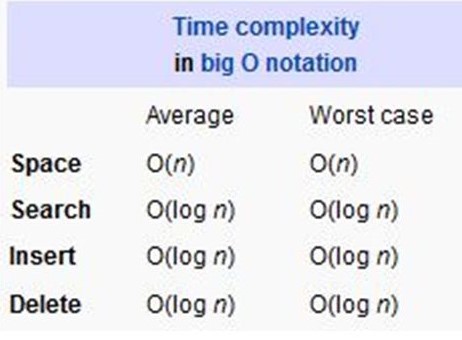 Time complexity
in big O notation
Average Worst case
Space O(n) O(n)
Search O(log n) O(log n)
Insert O(log n) O(log n)
Delete O(log n) O(log n)